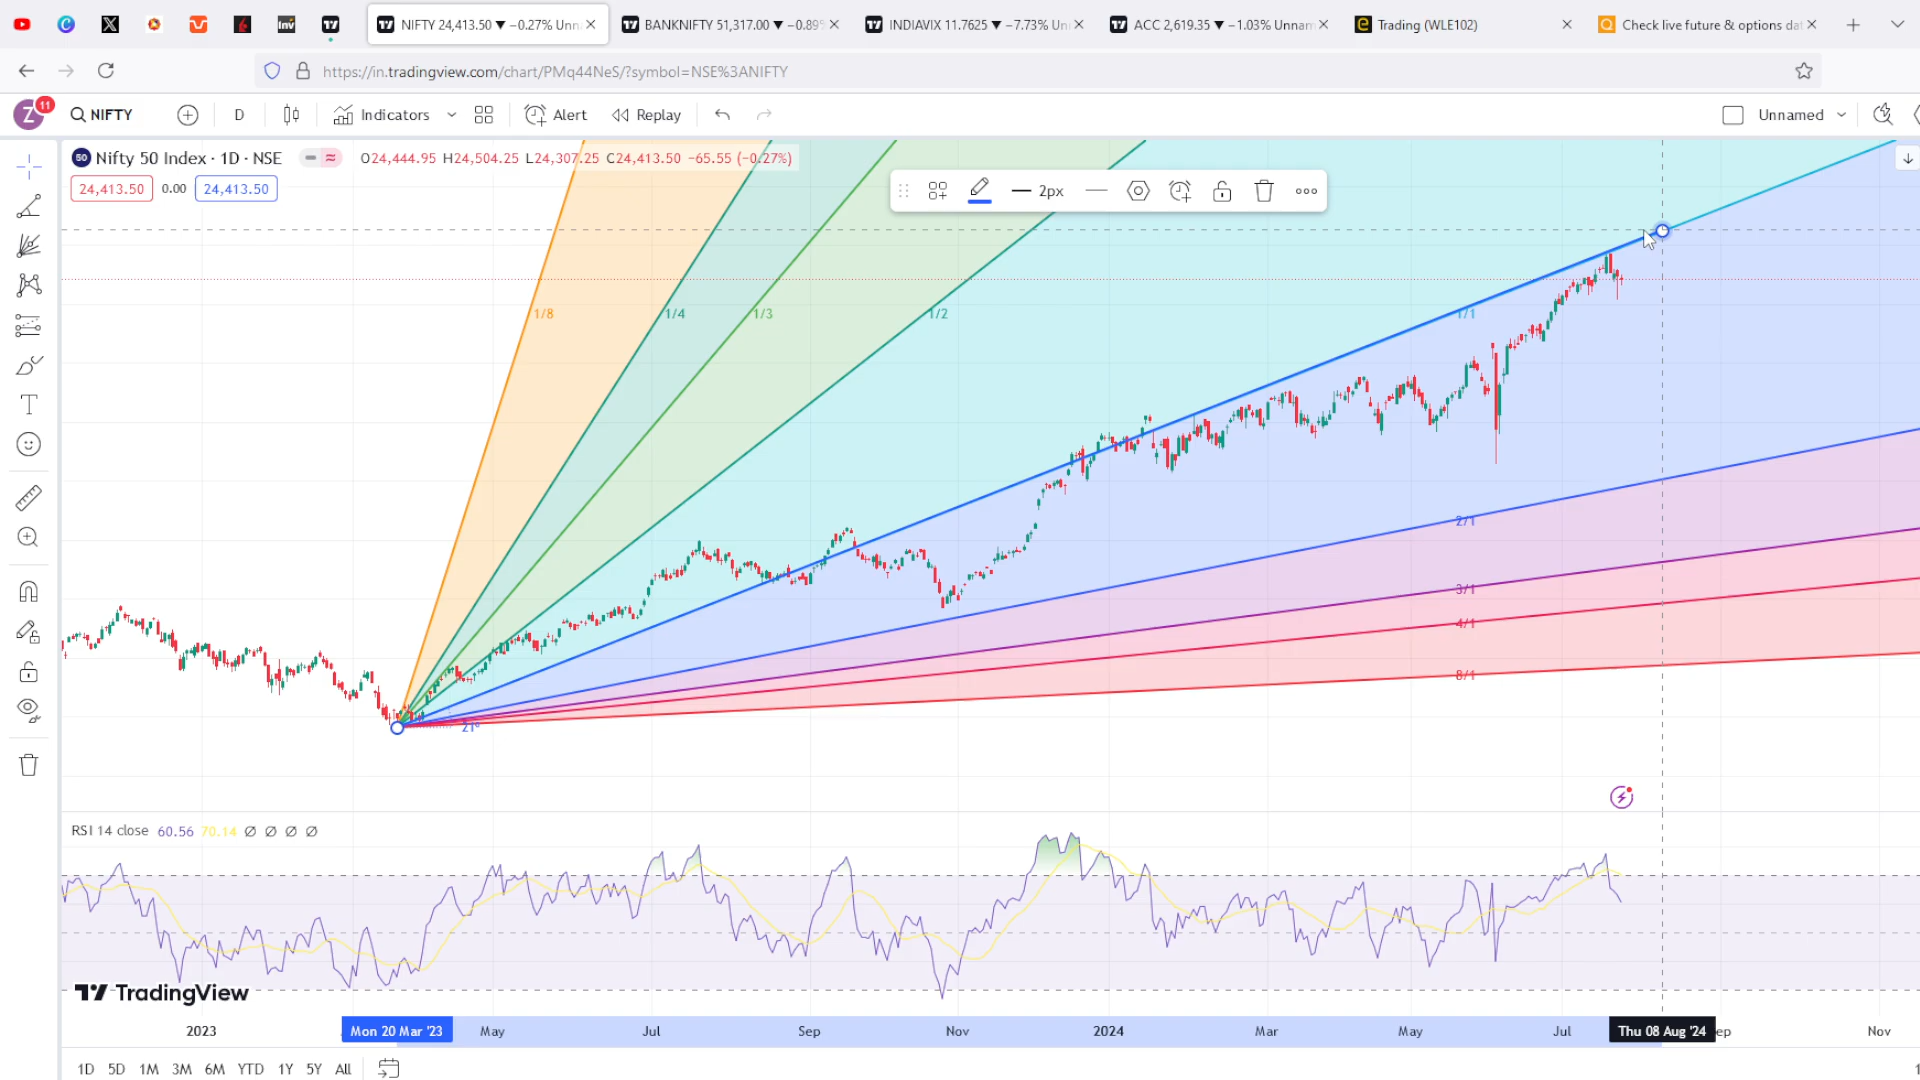 NIFTY 24,413.50 ▼ −0.27% Unn
BANKNIFTY 51,317.00 ▼ −0.89%
INDIAVIX 11.7625 ▼ −7.73% Un
ACC 2,619.35 ▼ −1.03% Unnam
Trading (WLE102)
Check live future & options dat
https://in.tradingview.com/chart/PMq44NeS/?symbol=NSE%3ANIFTY
Z 11
NIFTY
D
Indicators
Alert
Replay
Unnamed
50 Nifty 50 Index · 1D · NSE
O24,444.95 H24,504.25 L24,307.25 C24,413.50 −65.55 (−0.27%)
24,413.50 0.00 24,413.50
2px
1/8
1/4
1/3
1/2
1/1
2/1
3/1
4/1
8/1
21°
RSI 14 close 60.56 70.14 Ø Ø Ø Ø
TradingView
2023
Mon 20 Mar '23
May
Jul
Sep
Nov
2024
Mar
May
Jul
Thu 08 Aug '24
ep
Nov
1D 5D 1M 3M 6M YTD 1Y 5Y All